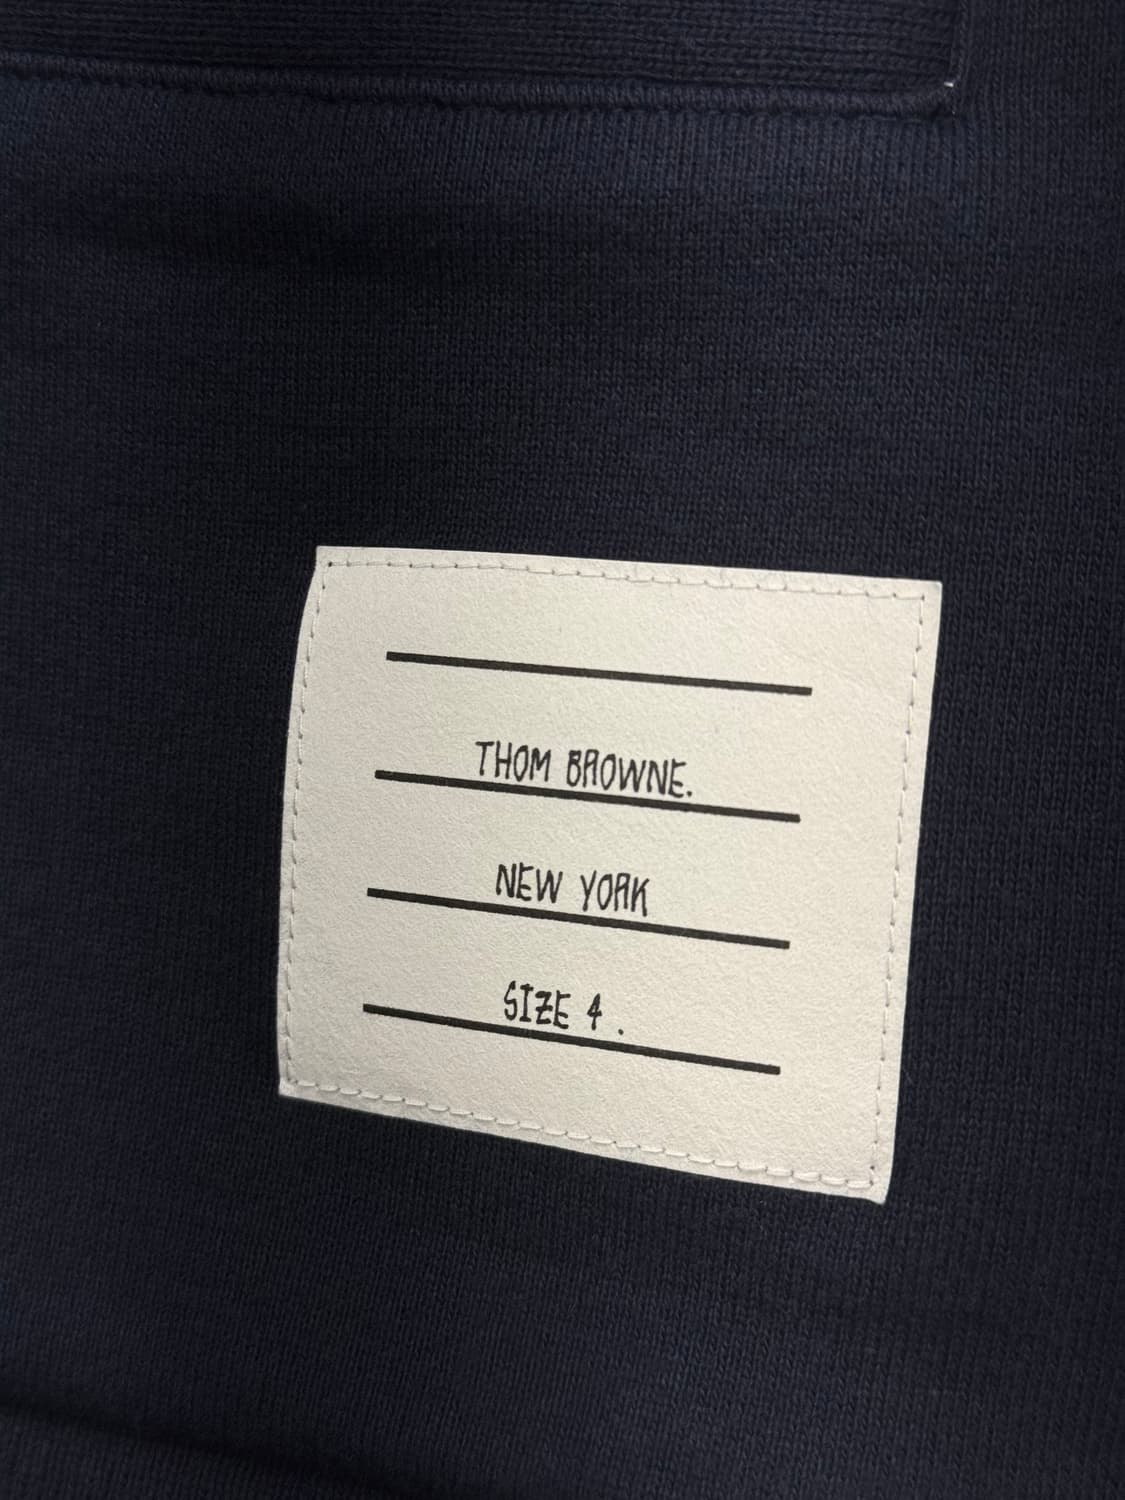 THOM BROWNE.
NEW YORK
SIZE 4 .